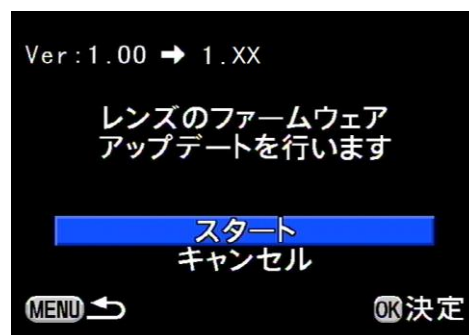 Ver:1.00 → 1.XX
レンズのファームウェア
アップデートを行います
スタート
キャンセル
MENU OK決定